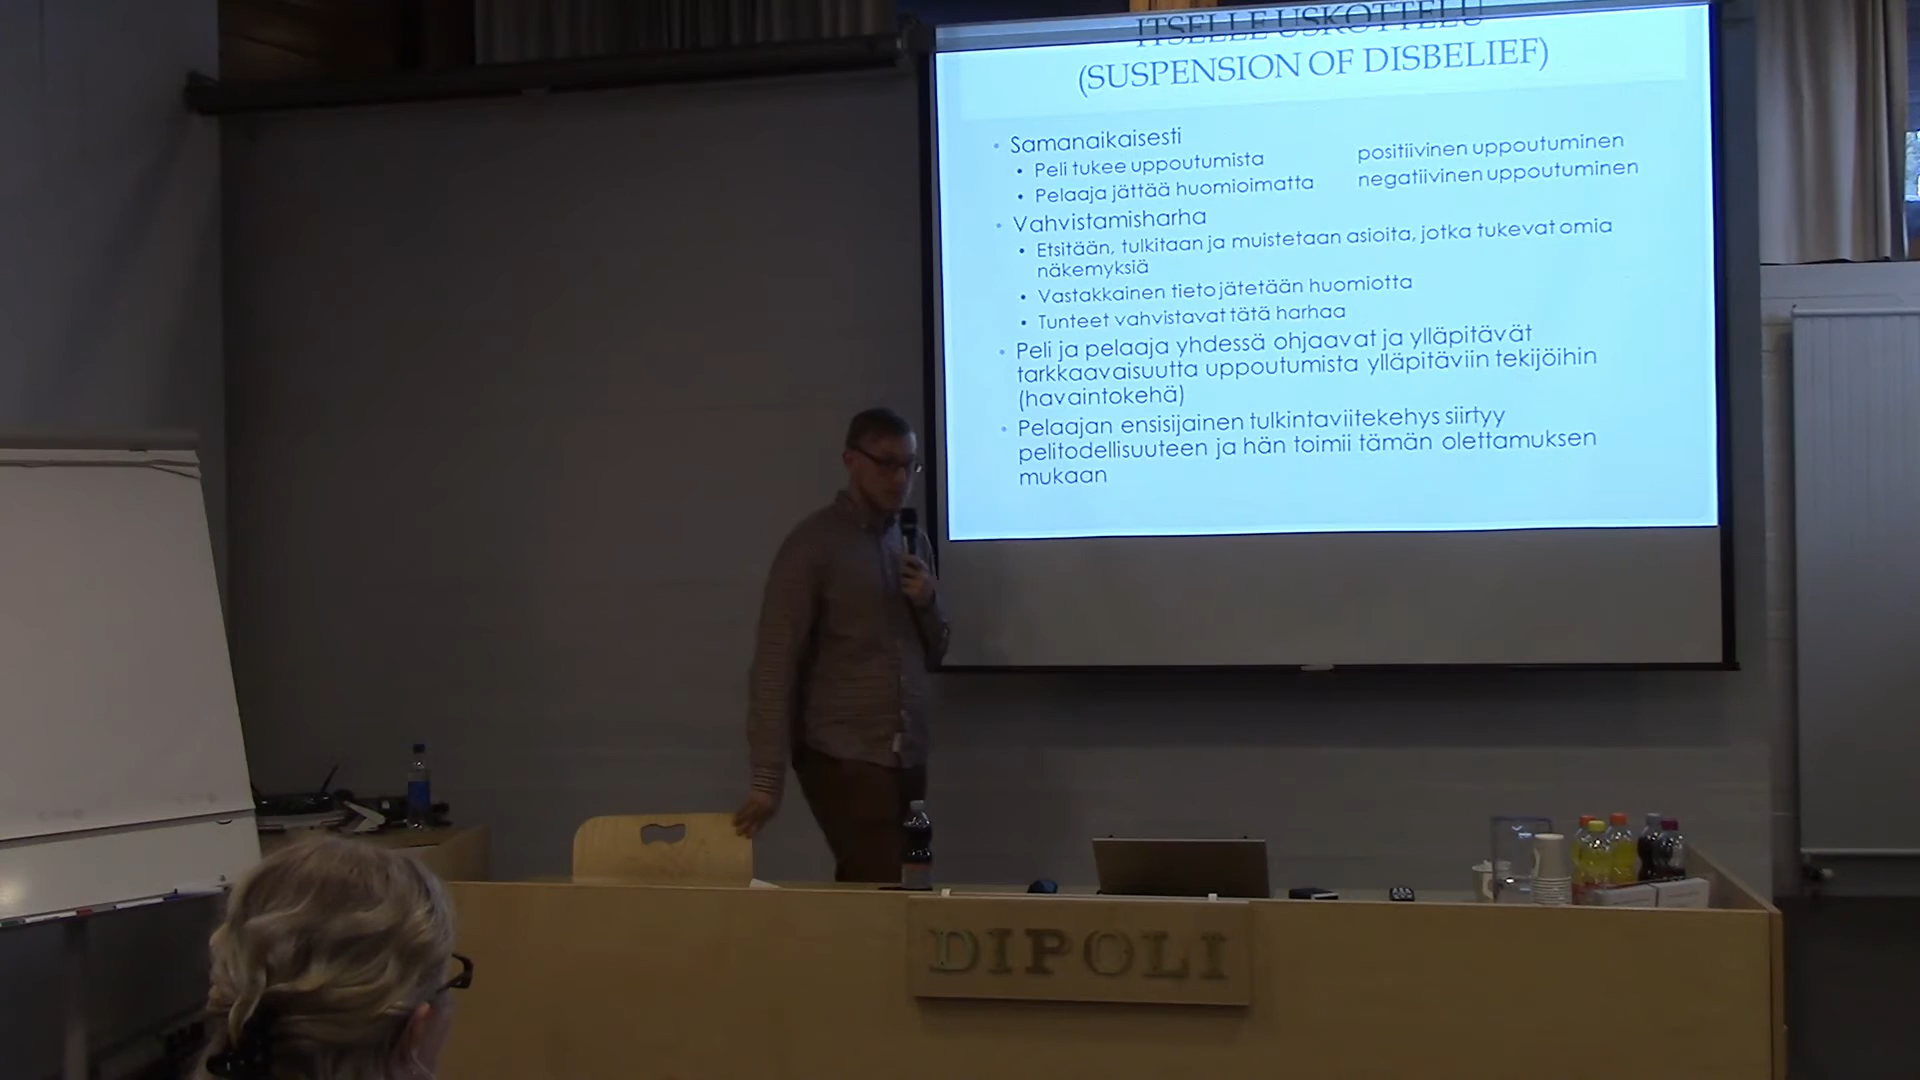 ITSELLE USKOTTELU
(SUSPENSION OF DISBELIEF)
• Samanaikaisesti
• Peli tukee uppoutumista positiivinen uppoutuminen
• Pelaaja jättää huomioimatta negatiivinen uppoutuminen
• Vahvistamisharha
• Etsitään, tulkitaan ja muistetaan asioita, jotka tukevat omia
näkemyksiä
• Vastakkainen tieto jätetään huomiotta
• Tunteet vahvistavat tätä harhaa
• Peli ja pelaaja yhdessä ohjaavat ja ylläpitävät
tarkkaavaisuutta uppoutumista ylläpitäviin tekijöihin
(havaintokehä)
• Pelaajan ensisijainen tulkintaviitekehys siirtyy
pelitodellisuuteen ja hän toimii tämän olettamuksen
mukaan
DIPOLI